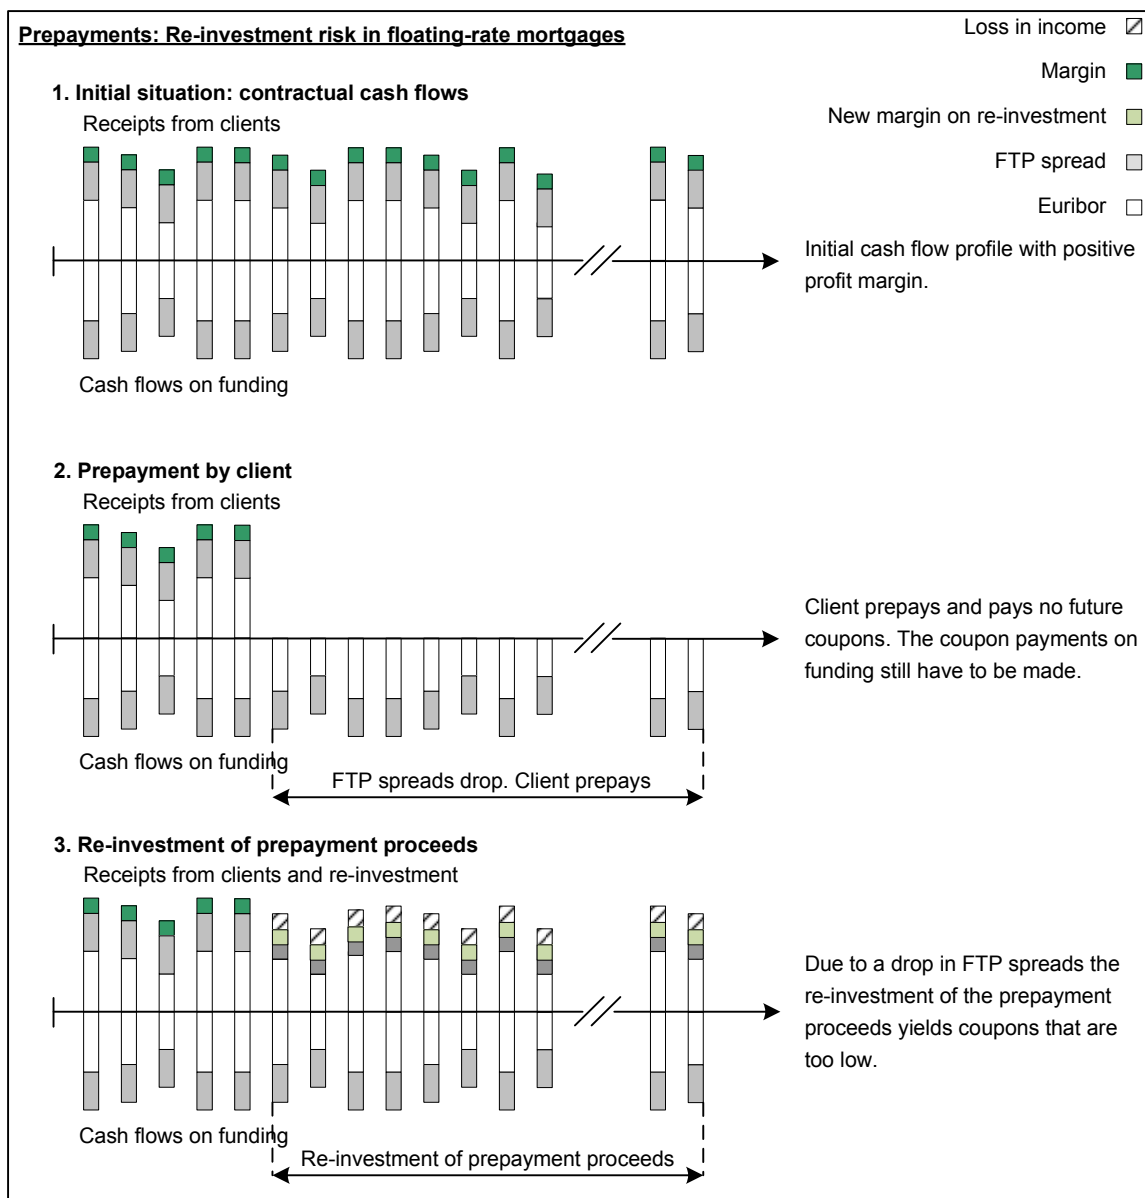 Prepayments: Re-investment risk in floating-rate mortgages
Loss in income
Margin
New margin on re-investment
FTP spread
Euribor
1. Initial situation: contractual cash flows
Receipts from clients
Initial cash flow profile with positive
profit margin.
Cash flows on funding
2. Prepayment by client
Receipts from clients
Client prepays and pays no future
coupons. The coupon payments on
funding still have to be made.
Cash flows on funding
FTP spreads drop. Client prepays
3. Re-investment of prepayment proceeds
Receipts from clients and re-investment
Due to a drop in FTP spreads the
re-investment of the prepayment
proceeds yields coupons that are
too low.
Cash flows on funding
Re-investment of prepayment proceeds